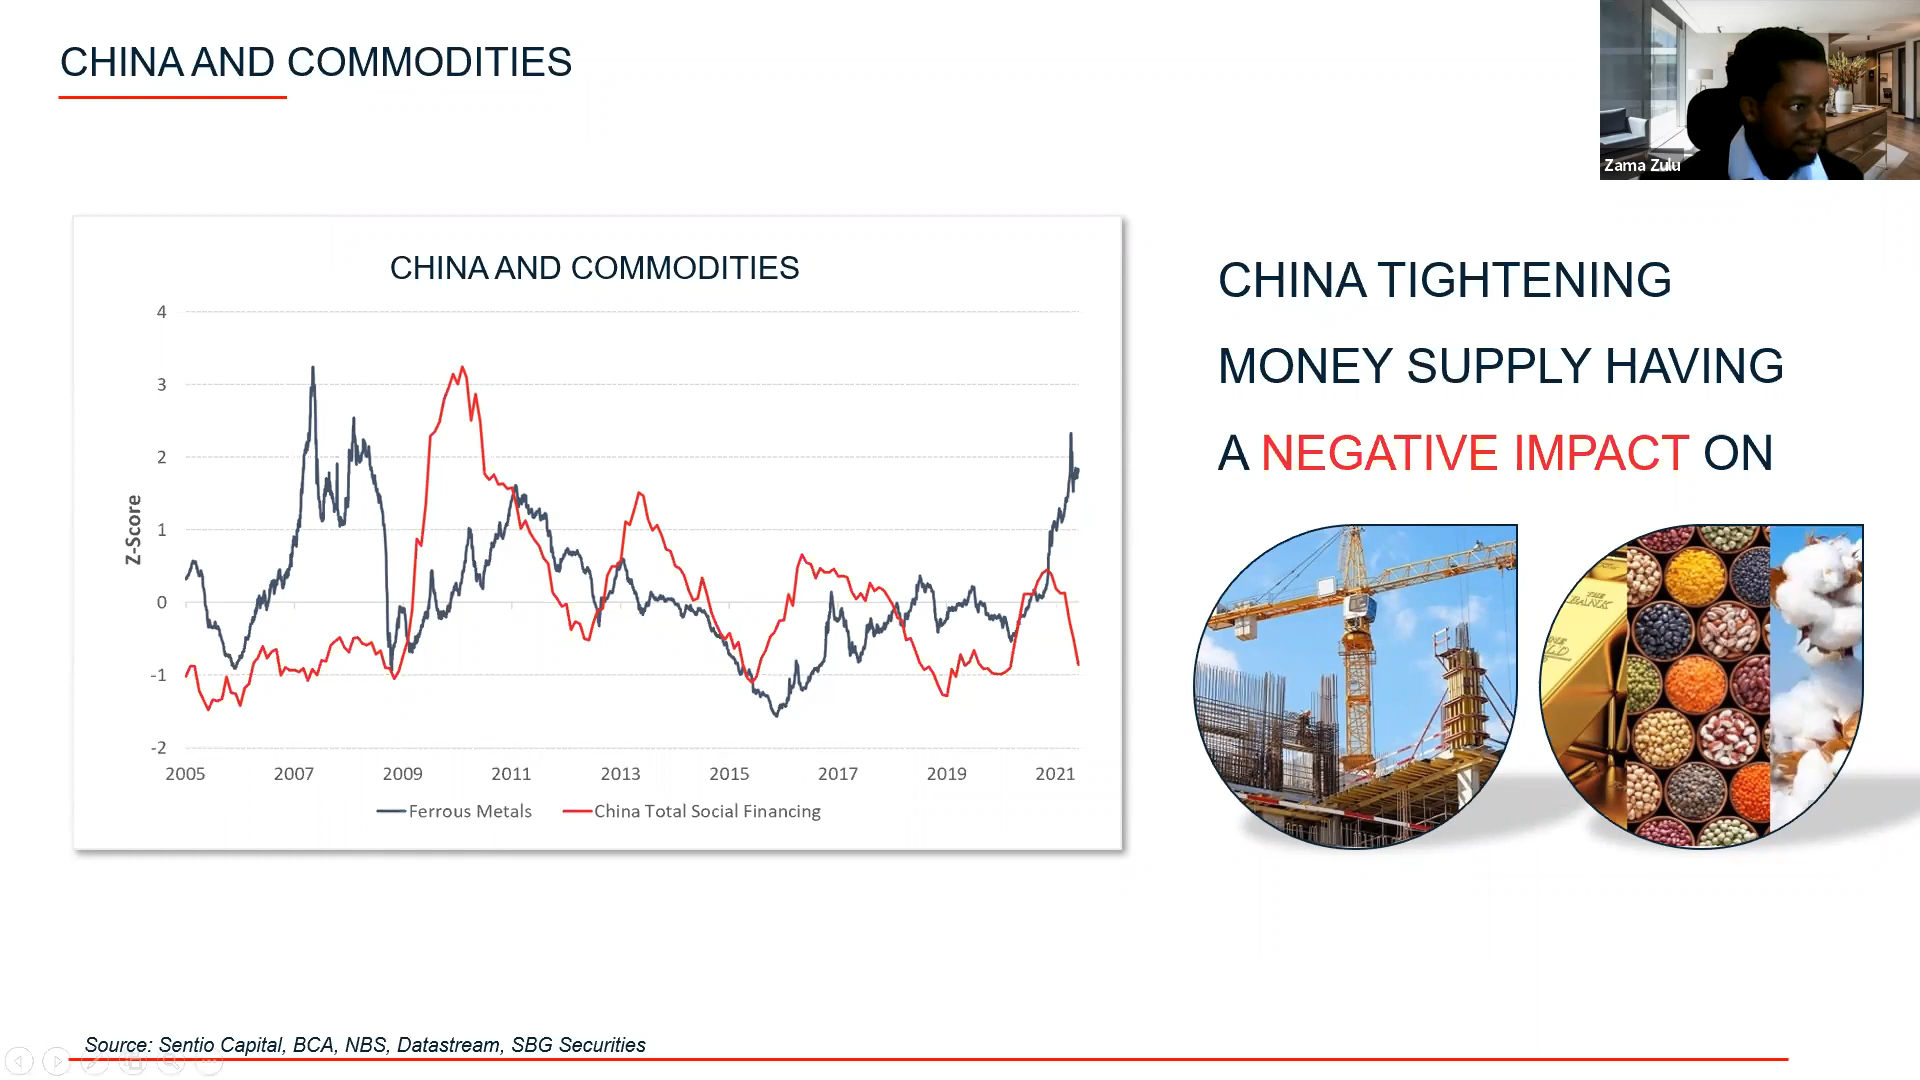 CHINA AND COMMODITIES
Zama Zulu
CHINA AND COMMODITIES
4
3
2
1
0
-1
-2
Z-Score
2005 2007 2009 2011 2013 2015 2017 2019 2021
Ferrous Metals China Total Social Financing
CHINA TIGHTENING
MONEY SUPPLY HAVING
A NEGATIVE IMPACT ON
THE
BANK
Source: Sentio Capital, BCA, NBS, Datastream, SBG Securities